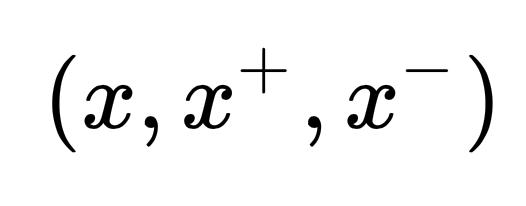 (x, x⁺, x⁻)